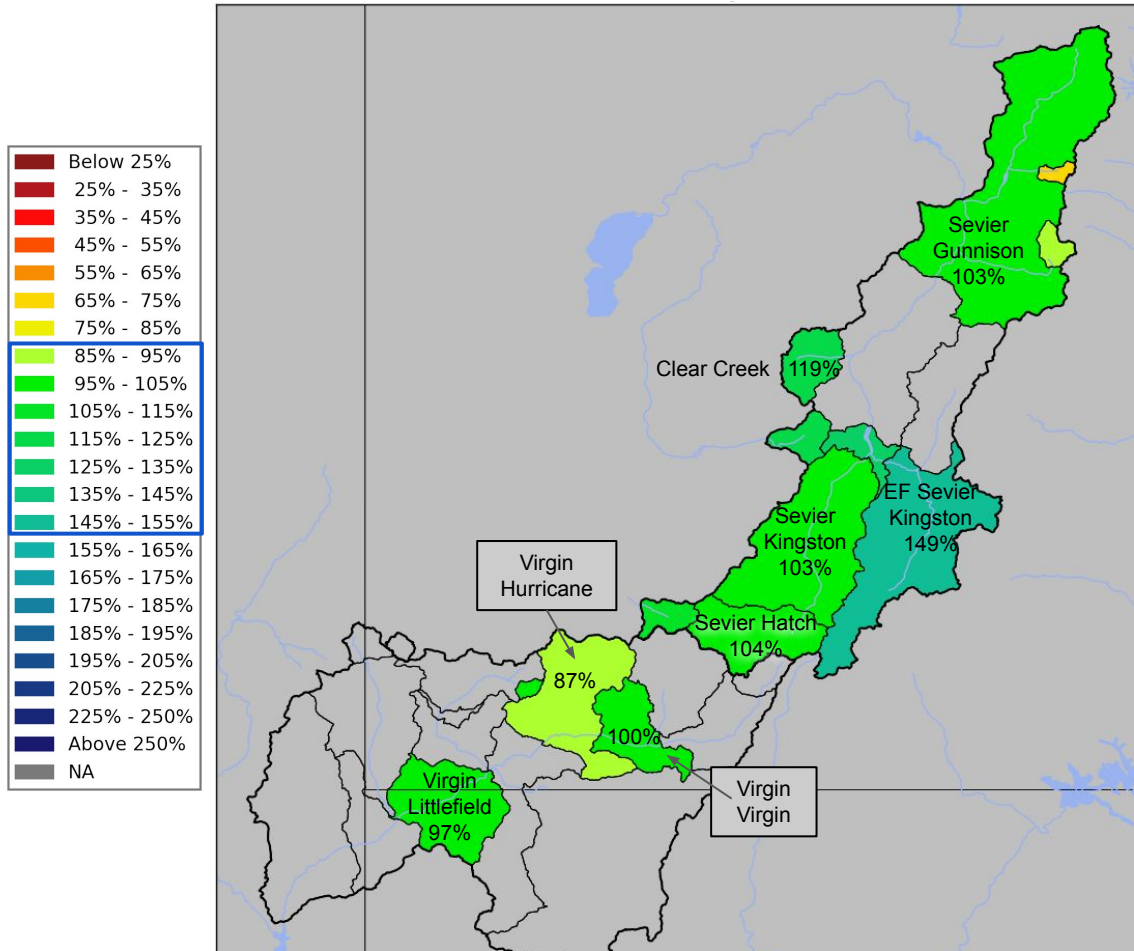 Below 25%
25% - 35%
35% - 45%
45% - 55%
55% - 65%
65% - 75%
75% - 85%
85% - 95%
95% - 105%
105% - 115%
115% - 125%
125% - 135%
135% - 145%
145% - 155%
155% - 165%
165% - 175%
175% - 185%
185% - 195%
195% - 205%
205% - 225%
225% - 250%
Above 250%
NA
Sevier
Gunnison
103%
Clear Creek
119%
EF Sevier
Kingston
149%
Sevier
Kingston
103%
Virgin
Hurricane
Sevier Hatch
104%
87%
100%
Virgin
Littlefield
97%
Virgin
Virgin